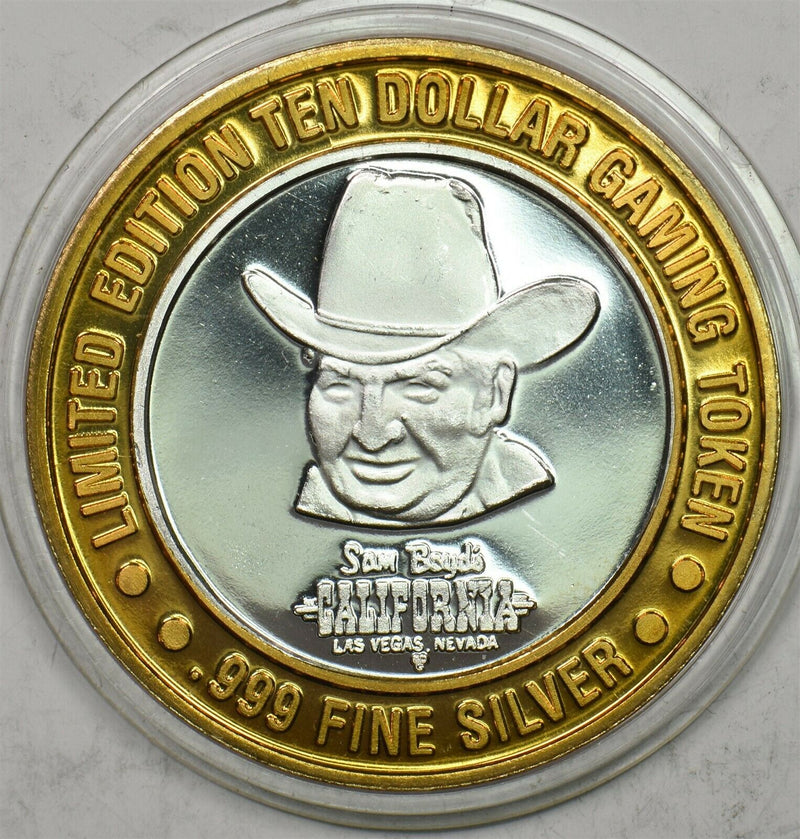 LIMITED EDITION TEN DOLLAR GAMING TOKEN
Sam Boyd's
CALIFORNIA
LAS VEGAS, NEVADA
.999 FINE SILVER